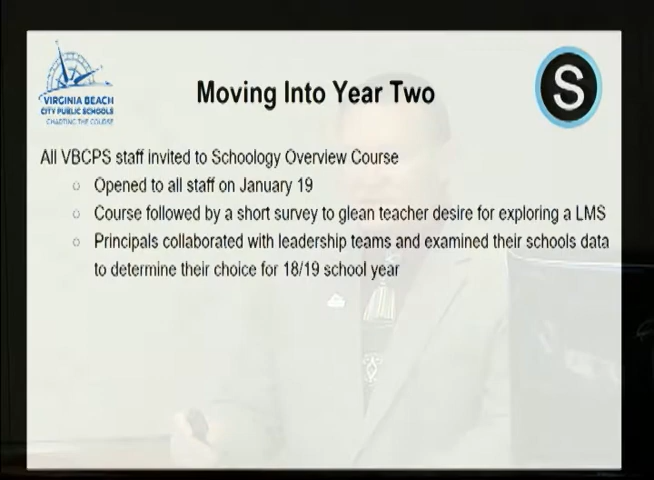 VIRGINIA BEACH
CITY PUBLIC SCHOOLS
CHARTING THE COURSE
Moving Into Year Two
S
All VBCPS staff invited to Schoology Overview Course
○ Opened to all staff on January 19
○ Course followed by a short survey to glean teacher desire for exploring a LMS
○ Principals collaborated with leadership teams and examined their schools data
to determine their choice for 18/19 school year